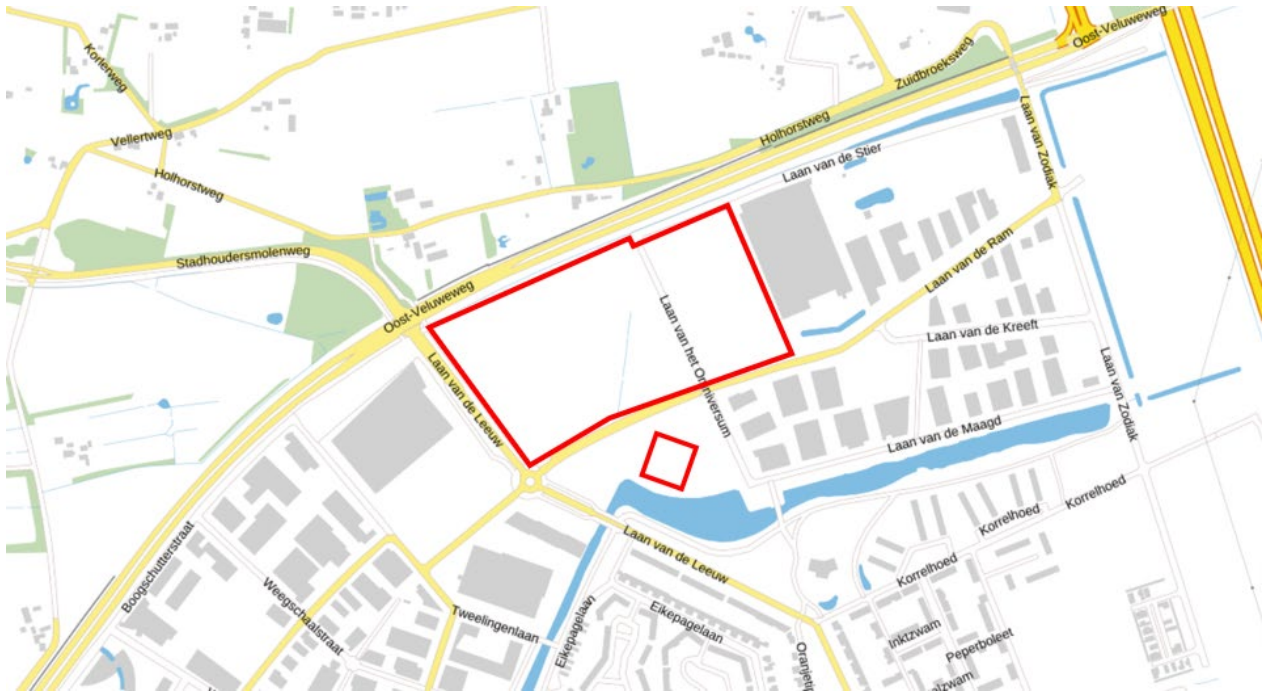 Oost-Veluweweg
Korlerweg
Zuidbroeksweg
Vellertweg
Holhorstweg
Laan van Zodiak
Laan van de Stier
Holhorstweg
Stadhoudersmolenweg
Laan van de Ram
Oost-Veluweweg
Laan van het Omniversum
Laan van de Kreeft
Laan van de Leeuw
Laan van Zodiak
Laan van de Maagd
Korrelhoed
Korrelhoed
Laan van de Leeuw
Boogschutterstraat
Korrelhoed
Weegschaalstraat
Tweelingenlaan
Eikepagelaan
Eikepagelaan
Inktzwam
Peperboleet
Oranjetip